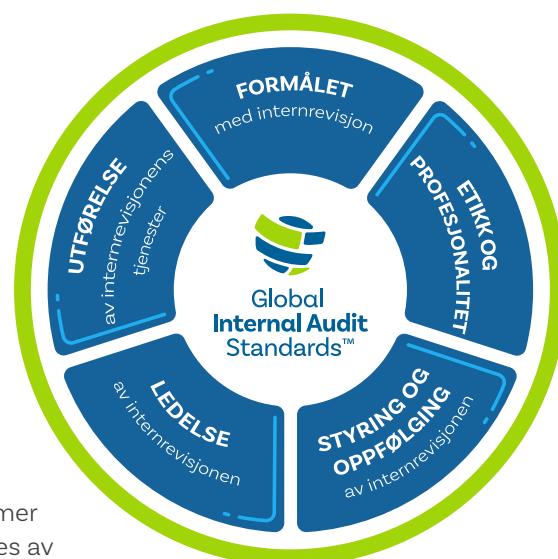 FORMÅLET
med internrevisjon
ETIKK OG
PROFESJONALITET
STYRING OG
OPPFØLGING
av internrevisjonen
LEDELSE
av internrevisjonen
UTFØRELSE
av internrevisjonens
tjenester
Global
Internal Audit
Standards™
mer
es av